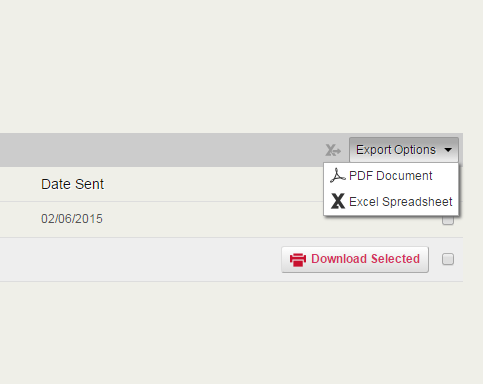 Export Options
PDF Document
Date Sent
Excel Spreadsheet
02/06/2015
Download Selected